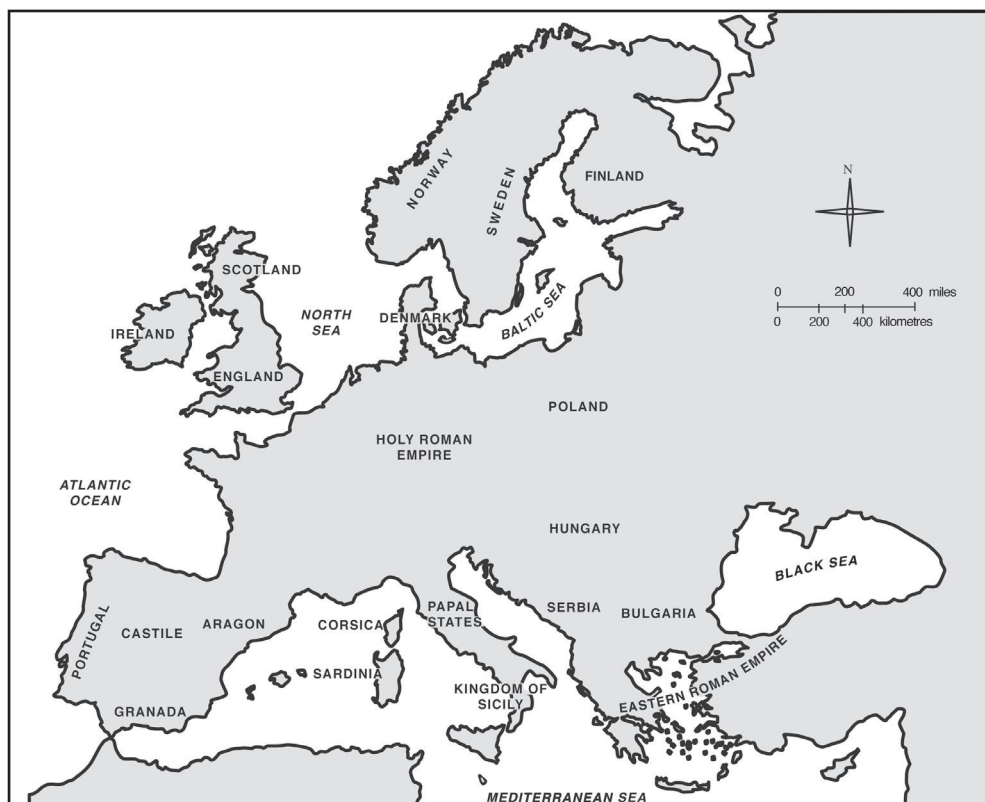 NORWAY
SWEDEN
FINLAND
N
SCOTLAND
0 200 400 miles
0 200 400 kilometres
NORTH
SEA
DENMARK
BALTIC SEA
IRELAND
ENGLAND
POLAND
HOLY ROMAN
EMPIRE
ATLANTIC
OCEAN
HUNGARY
BLACK SEA
PORTUGAL
CASTILE
ARAGON
CORSICA
PAPAL
STATES
SERBIA
BULGARIA
SARDINIA
KINGDOM OF
SICILY
EASTERN ROMAN EMPIRE
GRANADA
MEDITERRANEAN SEA